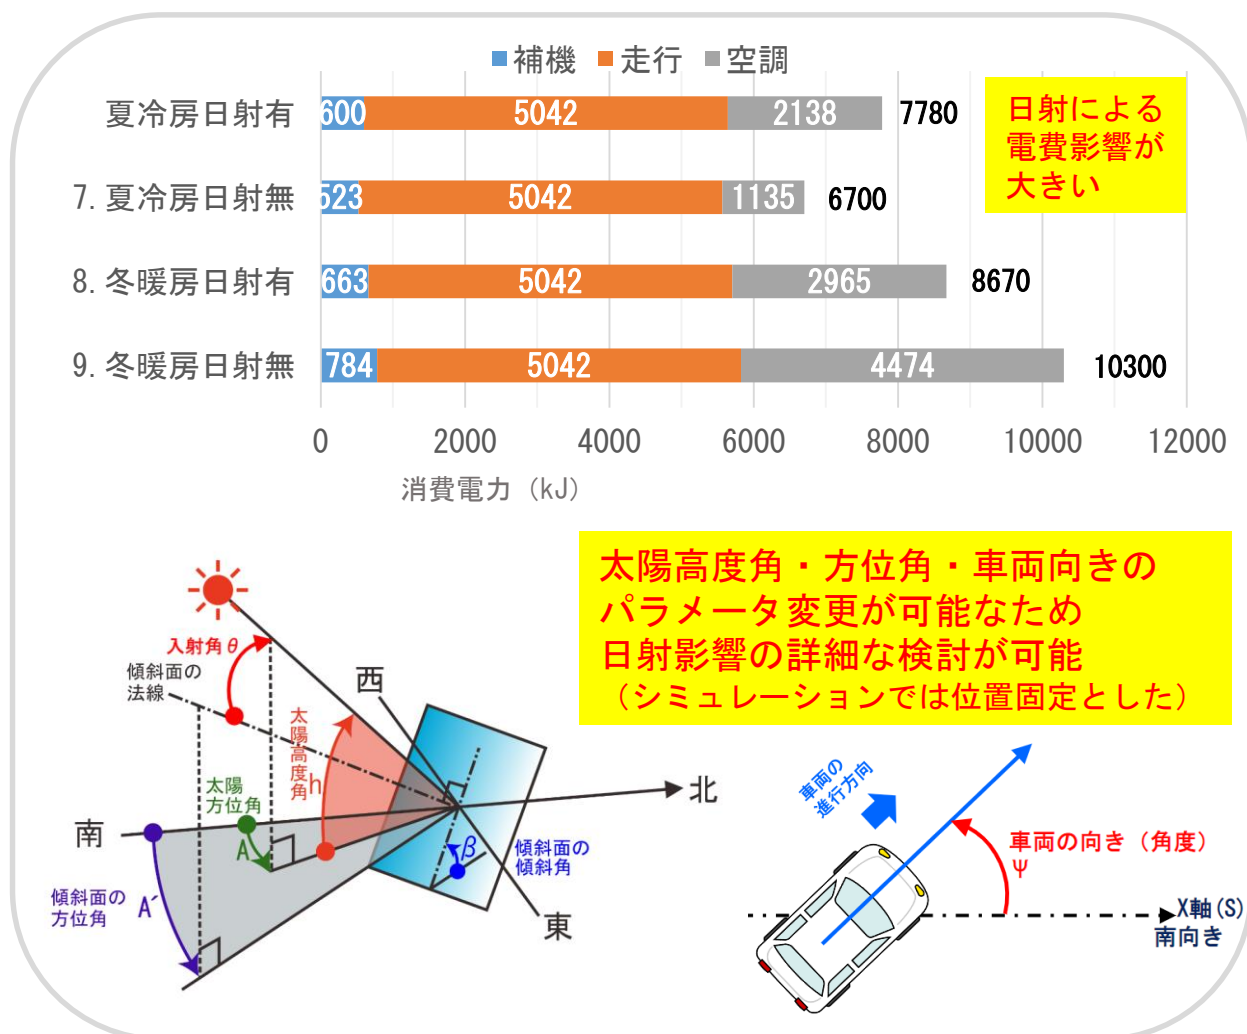 補機 走行 空調
夏冷房日射有 600 5042 2138 7780
7. 夏冷房日射無 523 5042 1135 6700
8. 冬暖房日射有 663 5042 2965 8670
9. 冬暖房日射無 784 5042 4474 10300
0 2000 4000 6000 8000 10000 12000
消費電力（kJ）
日射による
電費影響が
大きい
太陽高度角・方位角・車両向きの
パラメータ変更が可能なため
日射影響の詳細な検討が可能
（シミュレーションでは位置固定とした）
入射角θ
傾斜面の
法線
西
太陽高度角h
太陽
方位角
A
南
北
傾斜面の
方位角
A´
β
傾斜面の
傾斜角
東
車両の
進行方向
車両の向き（角度）
Ψ
X軸(S)
南向き